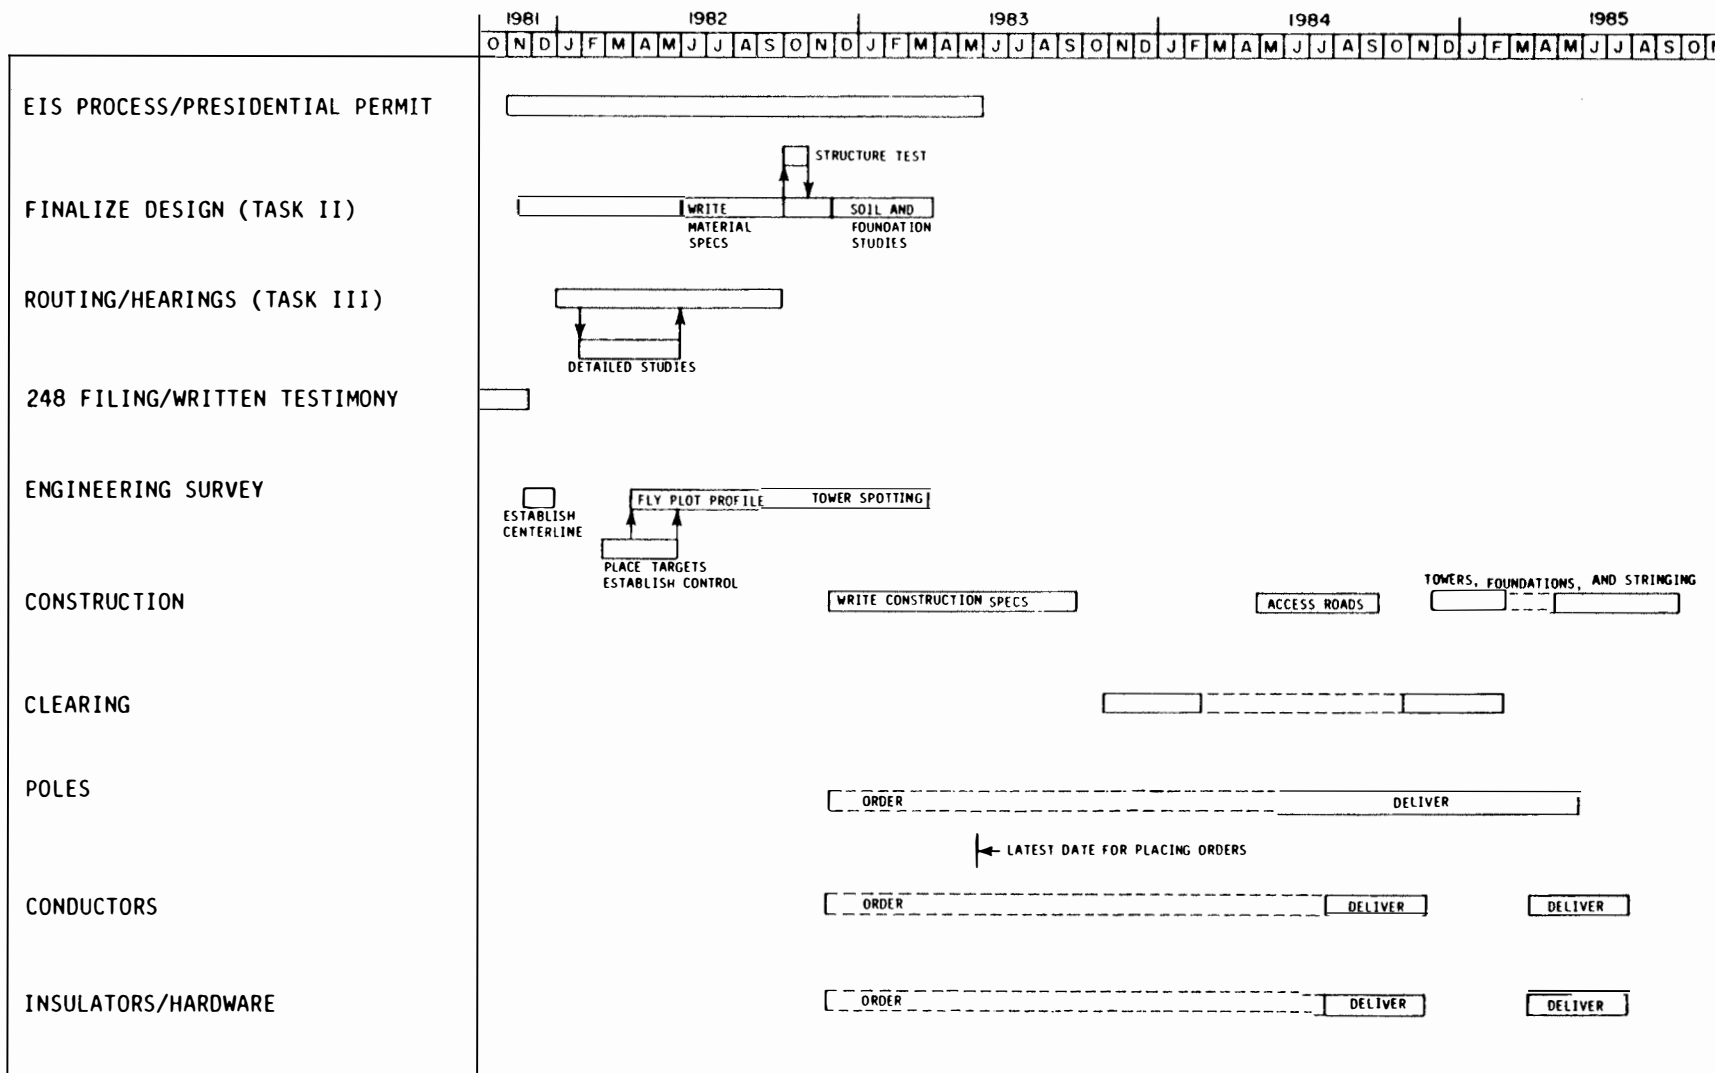 1981 1982 1983 1984 1985
O N D J F M A M J J A S O N D J F M A M J J A S O N D J F M A M J J A S O N D J F M A M J J A S O
EIS PROCESS/PRESIDENTIAL PERMIT
STRUCTURE TEST
FINALIZE DESIGN (TASK II)
WRITE
MATERIAL
SPECS
SOIL AND
FOUNDATION
STUDIES
ROUTING/HEARINGS (TASK III)
DETAILED STUDIES
248 FILING/WRITTEN TESTIMONY
ENGINEERING SURVEY
ESTABLISH
CENTERLINE
FLY PLOT PROFILE
TOWER SPOTTING
PLACE TARGETS
ESTABLISH CONTROL
CONSTRUCTION
WRITE CONSTRUCTION SPECS
ACCESS ROADS
TOWERS, FOUNDATIONS, AND STRINGING
CLEARING
POLES
ORDER
DELIVER
LATEST DATE FOR PLACING ORDERS
CONDUCTORS
ORDER
DELIVER
DELIVER
INSULATORS/HARDWARE
ORDER
DELIVER
DELIVER